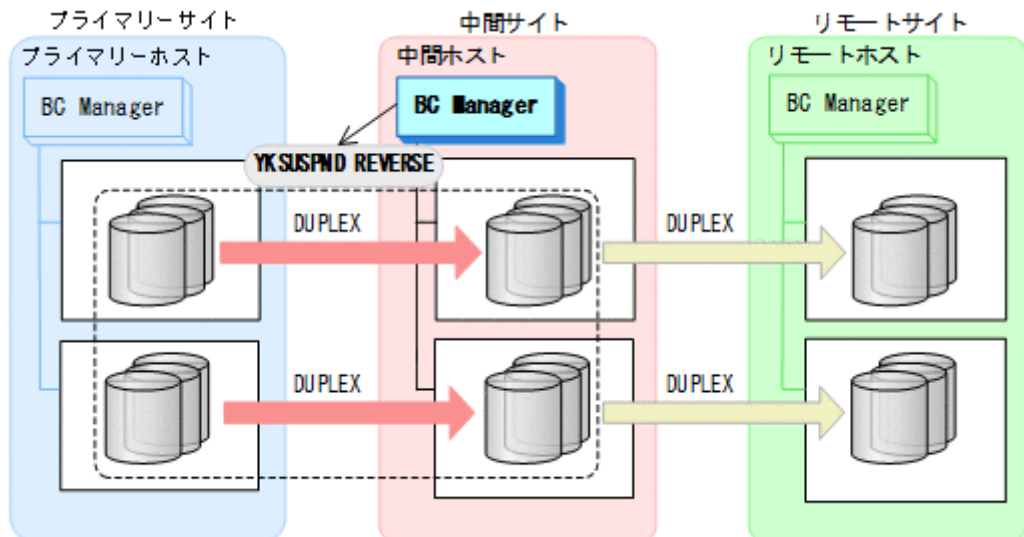 プライマリーサイト
中間サイト
リモートサイト
プライマリーホスト
中間ホスト
リモートホスト
BC Manager
BC Manager
BC Manager
YKSUSPND REVERSE
DUPLEX
DUPLEX
DUPLEX
DUPLEX